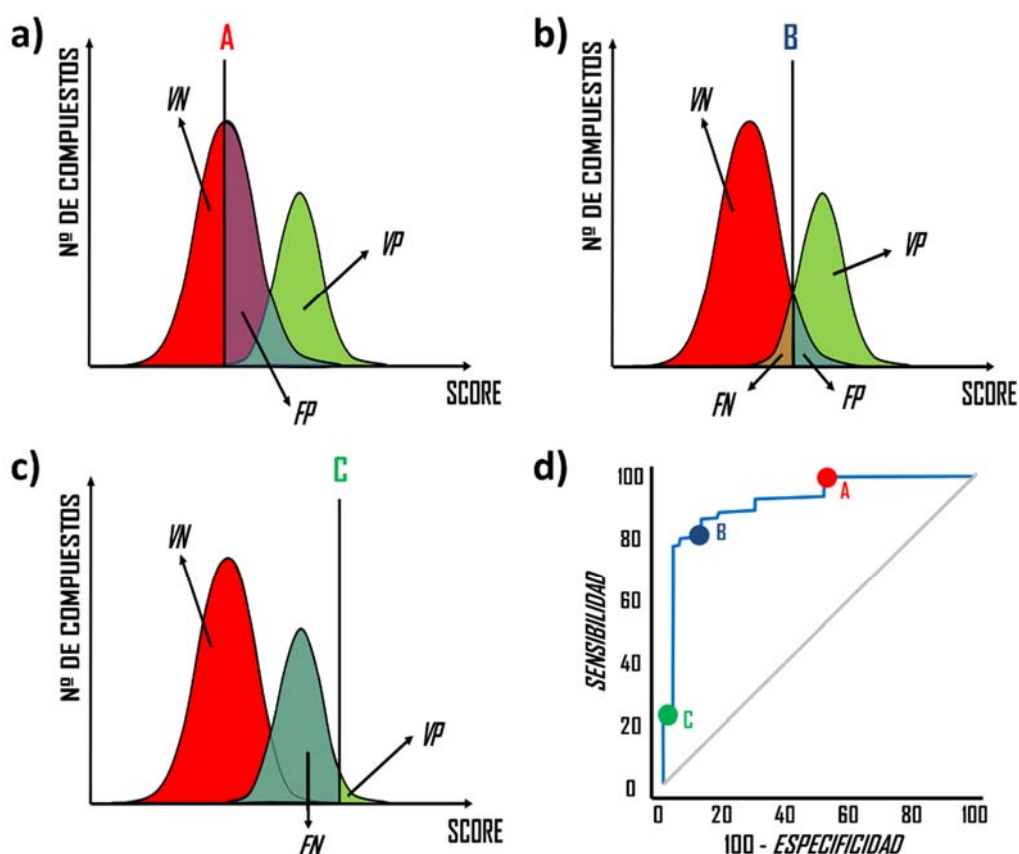 a)
A
Nº DE COMPUESTOS
VN
VP
FP
SCORE
b)
B
Nº DE COMPUESTOS
VN
VP
FN
FP
SCORE
c)
C
Nº DE COMPUESTOS
VN
VP
FN
SCORE
d)
SENSIBILIDAD
100
80
60
40
20
0
A
B
C
0 20 40 60 80 100
100 - ESPECIFICIDAD